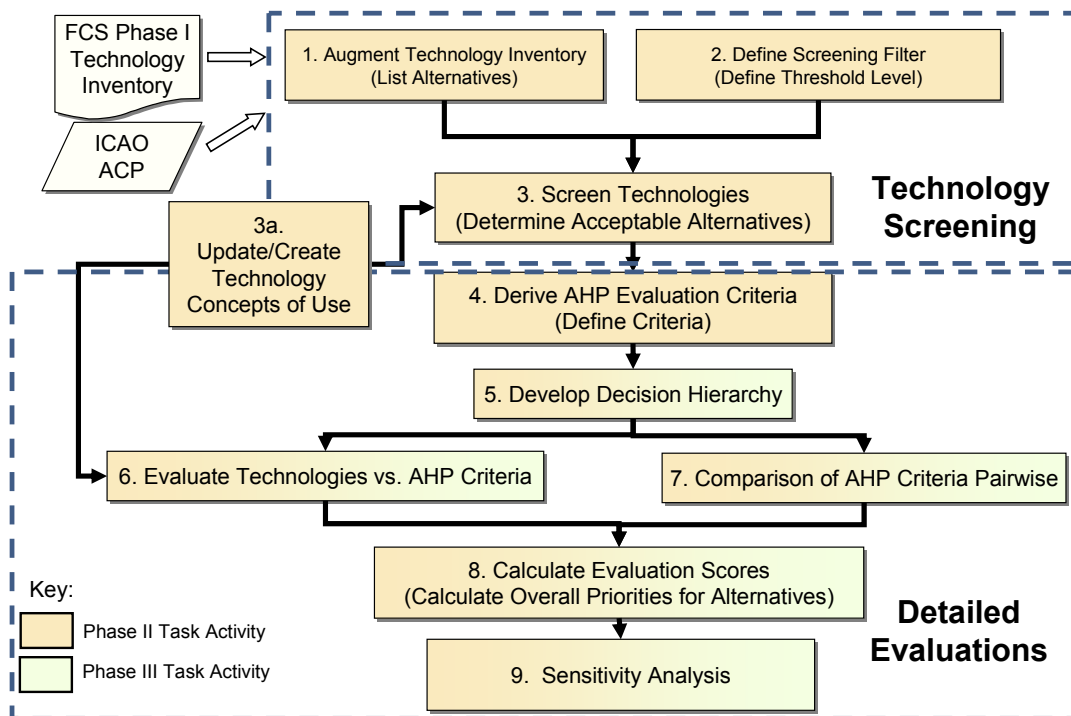 FCS Phase I
Technology
Inventory
ICAO
ACP
1. Augment Technology Inventory
(List Alternatives)
2. Define Screening Filter
(Define Threshold Level)
3. Screen Technologies
(Determine Acceptable Alternatives)
Technology
Screening
3a.
Update/Create
Technology
Concepts of Use
4. Derive AHP Evaluation Criteria
(Define Criteria)
5. Develop Decision Hierarchy
6. Evaluate Technologies vs. AHP Criteria
7. Comparison of AHP Criteria Pairwise
8. Calculate Evaluation Scores
(Calculate Overall Priorities for Alternatives)
9. Sensitivity Analysis
Detailed
Evaluations
Key:
Phase II Task Activity
Phase III Task Activity